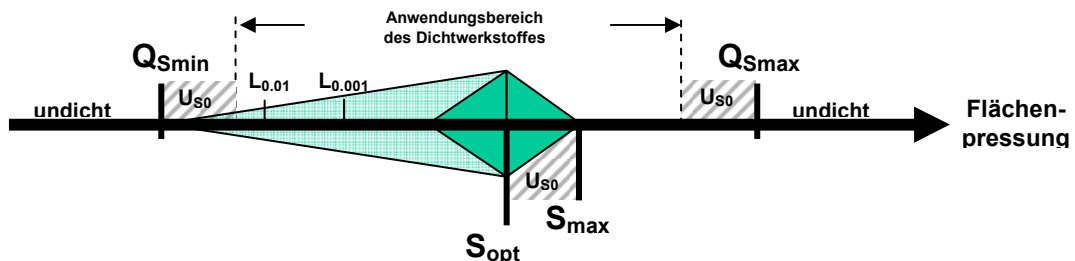 Anwendungsbereich
des Dichtwerkstoffes
QSmin
QSmax
L0.01
L0.001
US0
US0
undicht
undicht
Flächen-
pressung
US0
Smax
Sopt